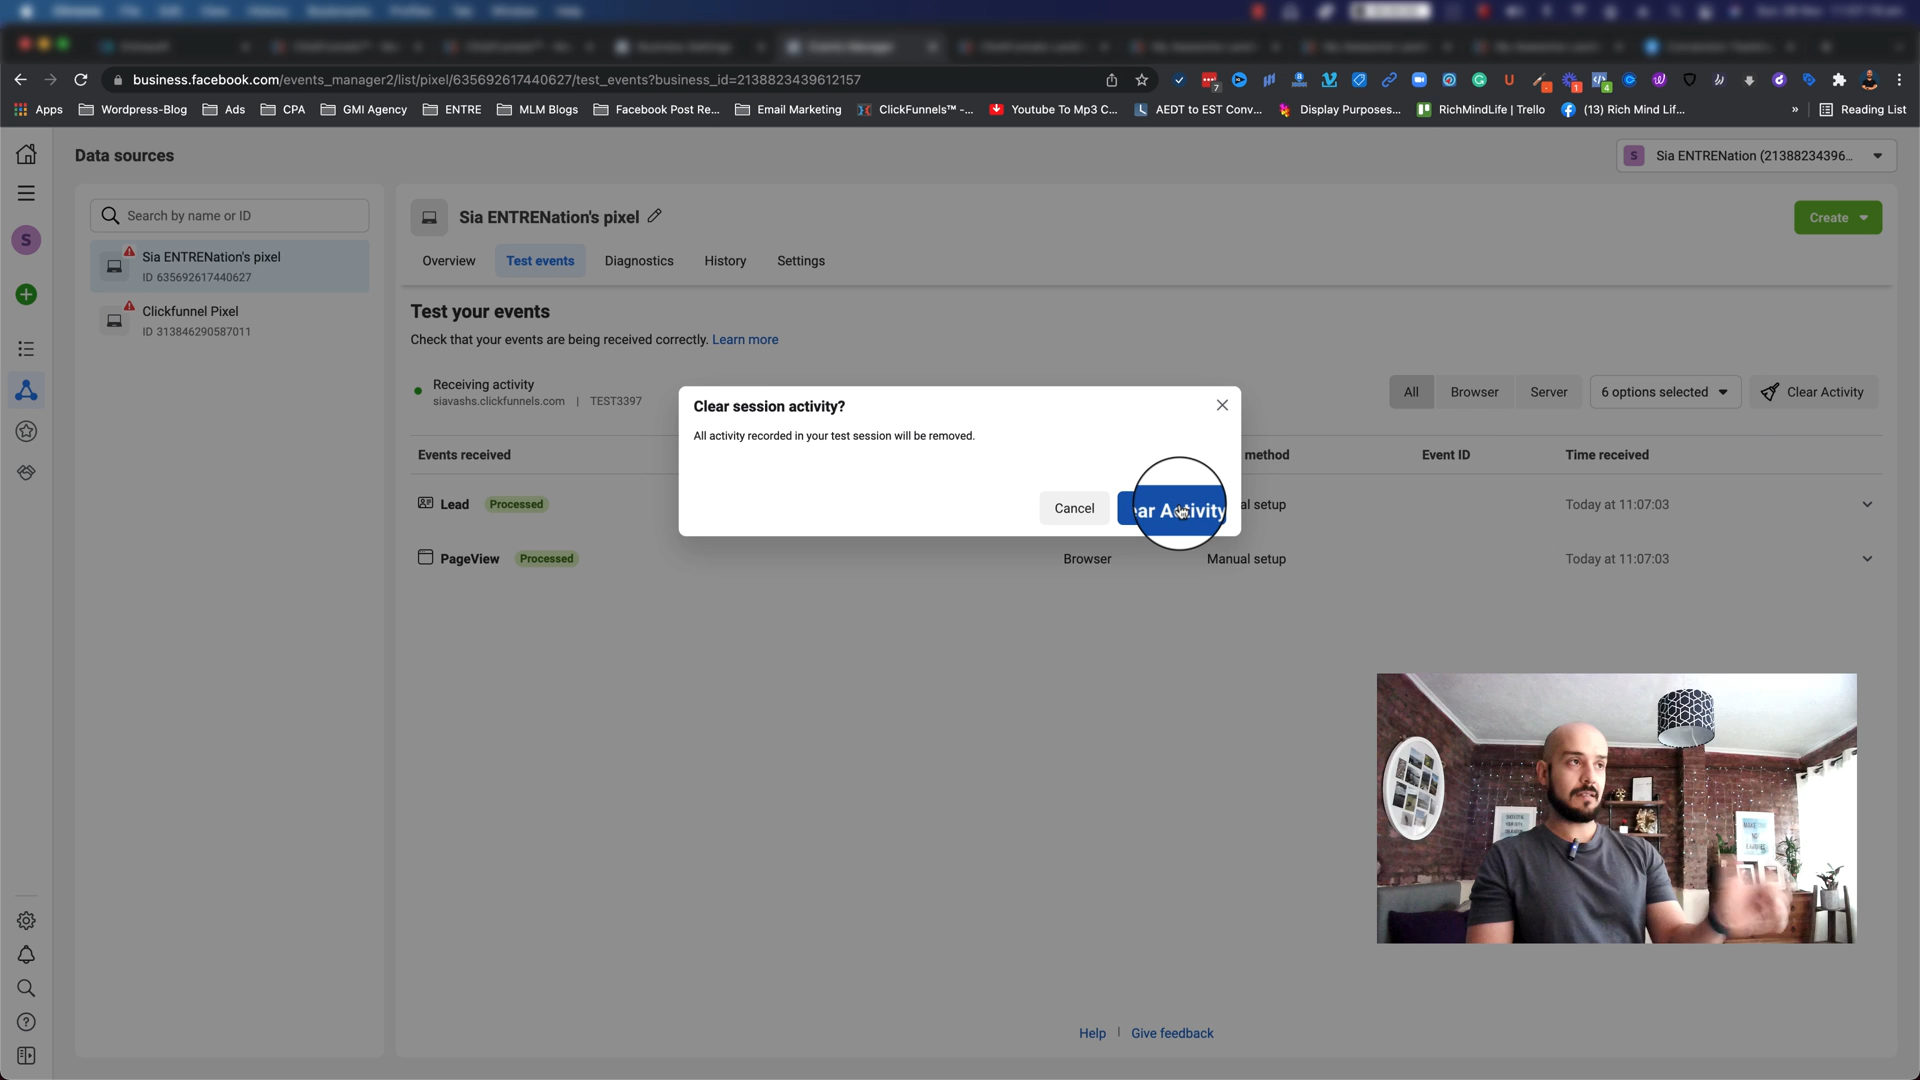 business.facebook.com/events_manager2/list/pixel/635692617440627/test_events?business_id=2138823439612157
7
1
4
Apps
Wordpress-Blog
Ads
CPA
GMI Agency
ENTRE
MLM Blogs
Facebook Post Re...
Email Marketing
ClickFunnels™ -...
Youtube To Mp3 C...
AEDT to EST Conv...
Display Purposes...
RichMindLife | Trello
(13) Rich Mind Lif...
»
Reading List
Data sources
S
Sia ENTRENation (21388234396...
Search by name or ID
S
Sia ENTRENation's pixel
ID 635692617440627
Clickfunnel Pixel
ID 313846290587011
Sia ENTRENation's pixel
Create
Overview
Test events
Diagnostics
History
Settings
Test your events
Check that your events are being received correctly. Learn more
Receiving activity
siavashs.clickfunnels.com | TEST3397
All
Browser
Server
6 options selected
Clear Activity
Clear session activity?
All activity recorded in your test session will be removed.
Cancel
ar Activity
Events received
method
Event ID
Time received
Lead
Processed
al setup
Today at 11:07:03
PageView
Processed
Browser
Manual setup
Today at 11:07:03
Help | Give feedback